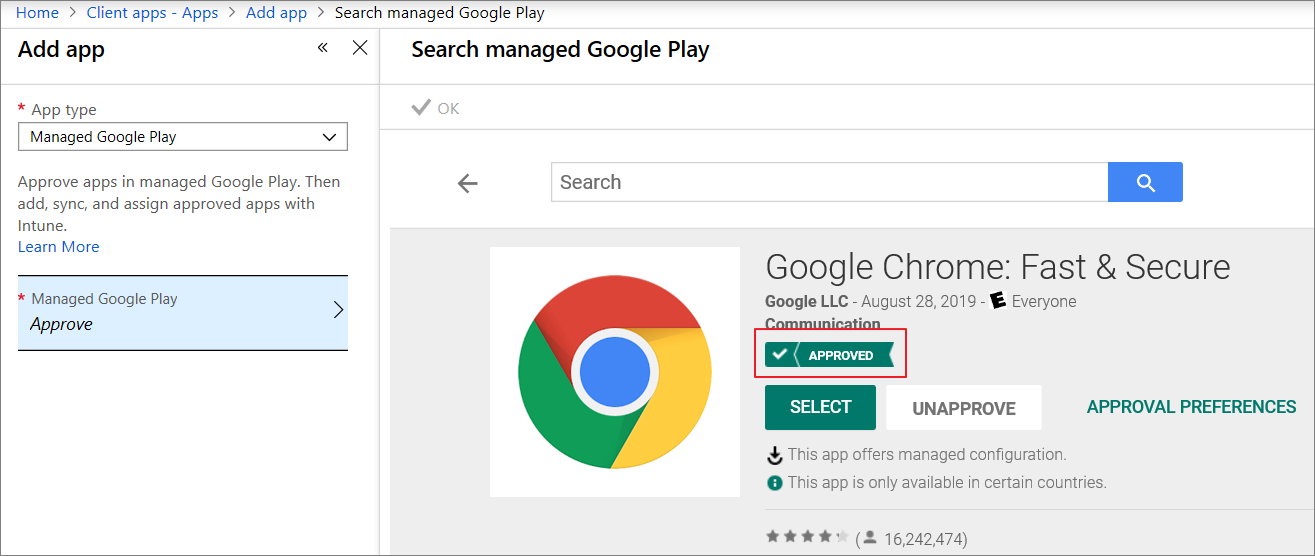 Home > Client apps - Apps > Add app > Search managed Google Play
Add app
«
* App type
Managed Google Play
Approve apps in managed Google Play. Then
add, sync, and assign approved apps with
Intune.
Learn More
* Managed Google Play
Approve
Search managed Google Play
OK
Search
Google Chrome: Fast & Secure
Google LLC - August 28, 2019 - E Everyone
Communication
APPROVED
SELECT
UNAPPROVE
APPROVAL PREFERENCES
This app offers managed configuration.
This app is only available in certain countries.
( 16,242,474)